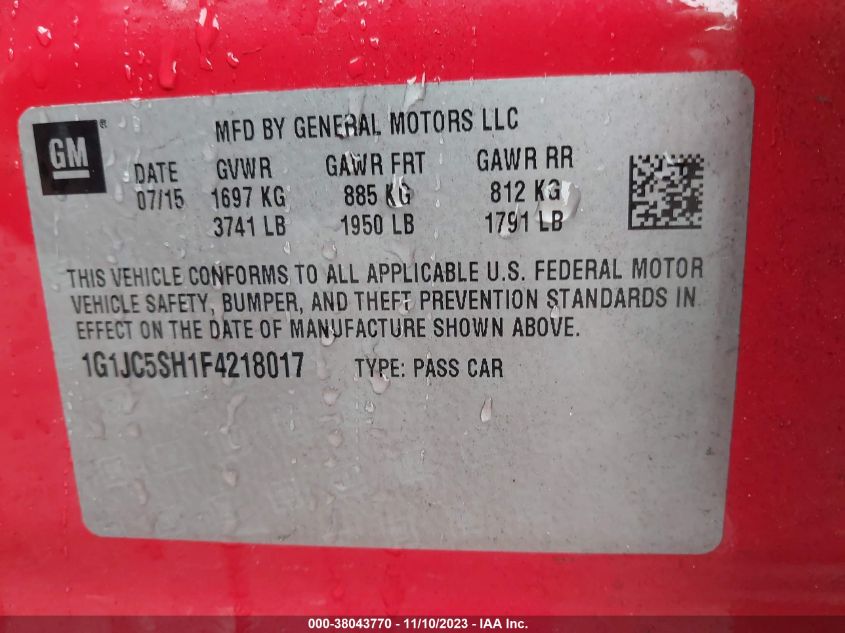 MFD BY GENERAL MOTORS LLC
GM ®
DATE GVWR GAWR FRT GAWR RR
07/15 1697 KG 885 KG 812 KG
3741 LB 1950 LB 1791 LB
THIS VEHICLE CONFORMS TO ALL APPLICABLE U.S. FEDERAL MOTOR
VEHICLE SAFETY, BUMPER, AND THEFT PREVENTION STANDARDS IN
EFFECT ON THE DATE OF MANUFACTURE SHOWN ABOVE.
1G1JC5SH1F4218017 TYPE: PASS CAR
000-38043770 - 11/10/2023 - IAA Inc.